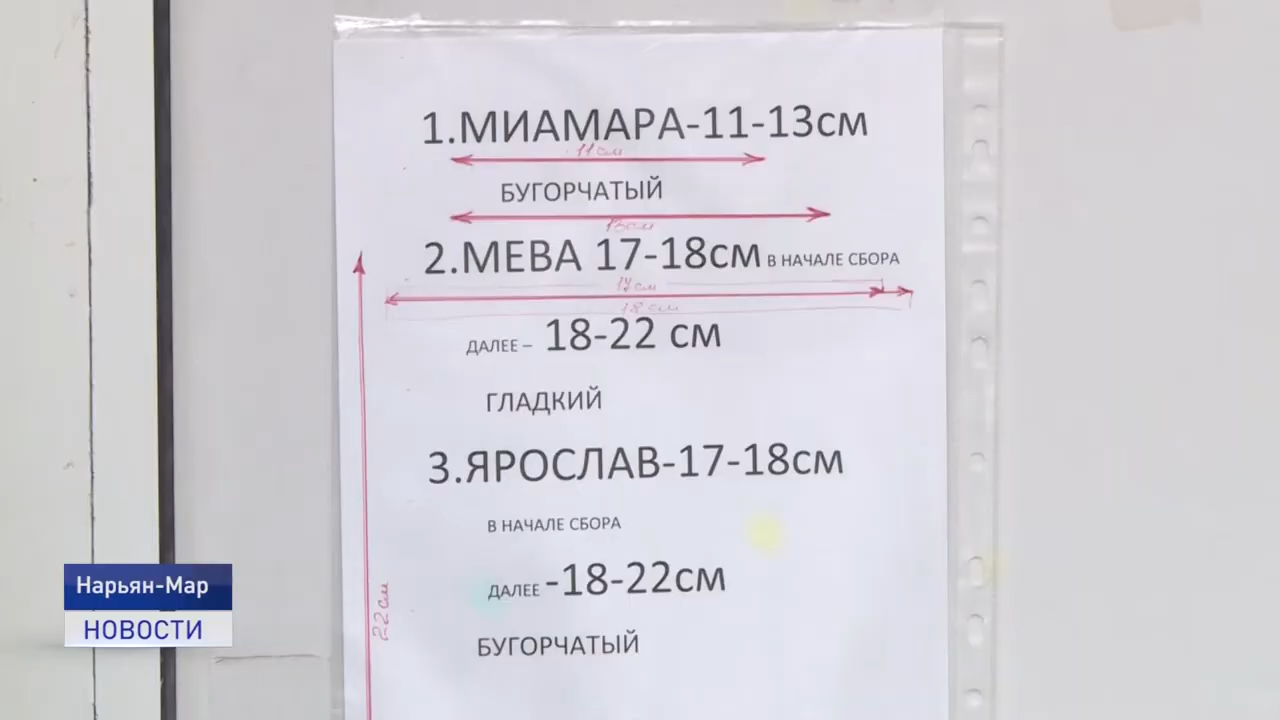 1.МИАМАРА-11-13см
11см
БУГОРЧАТЫЙ
13см
2.МЕВА 17-18см В НАЧАЛЕ СБОРА
17см
18см
ДАЛЕЕ – 18-22 см
ГЛАДКИЙ
3.ЯРОСЛАВ-17-18см
В НАЧАЛЕ СБОРА
ДАЛЕЕ -18-22см
БУГОРЧАТЫЙ
22см
Нарьян-Мар
НОВОСТИ